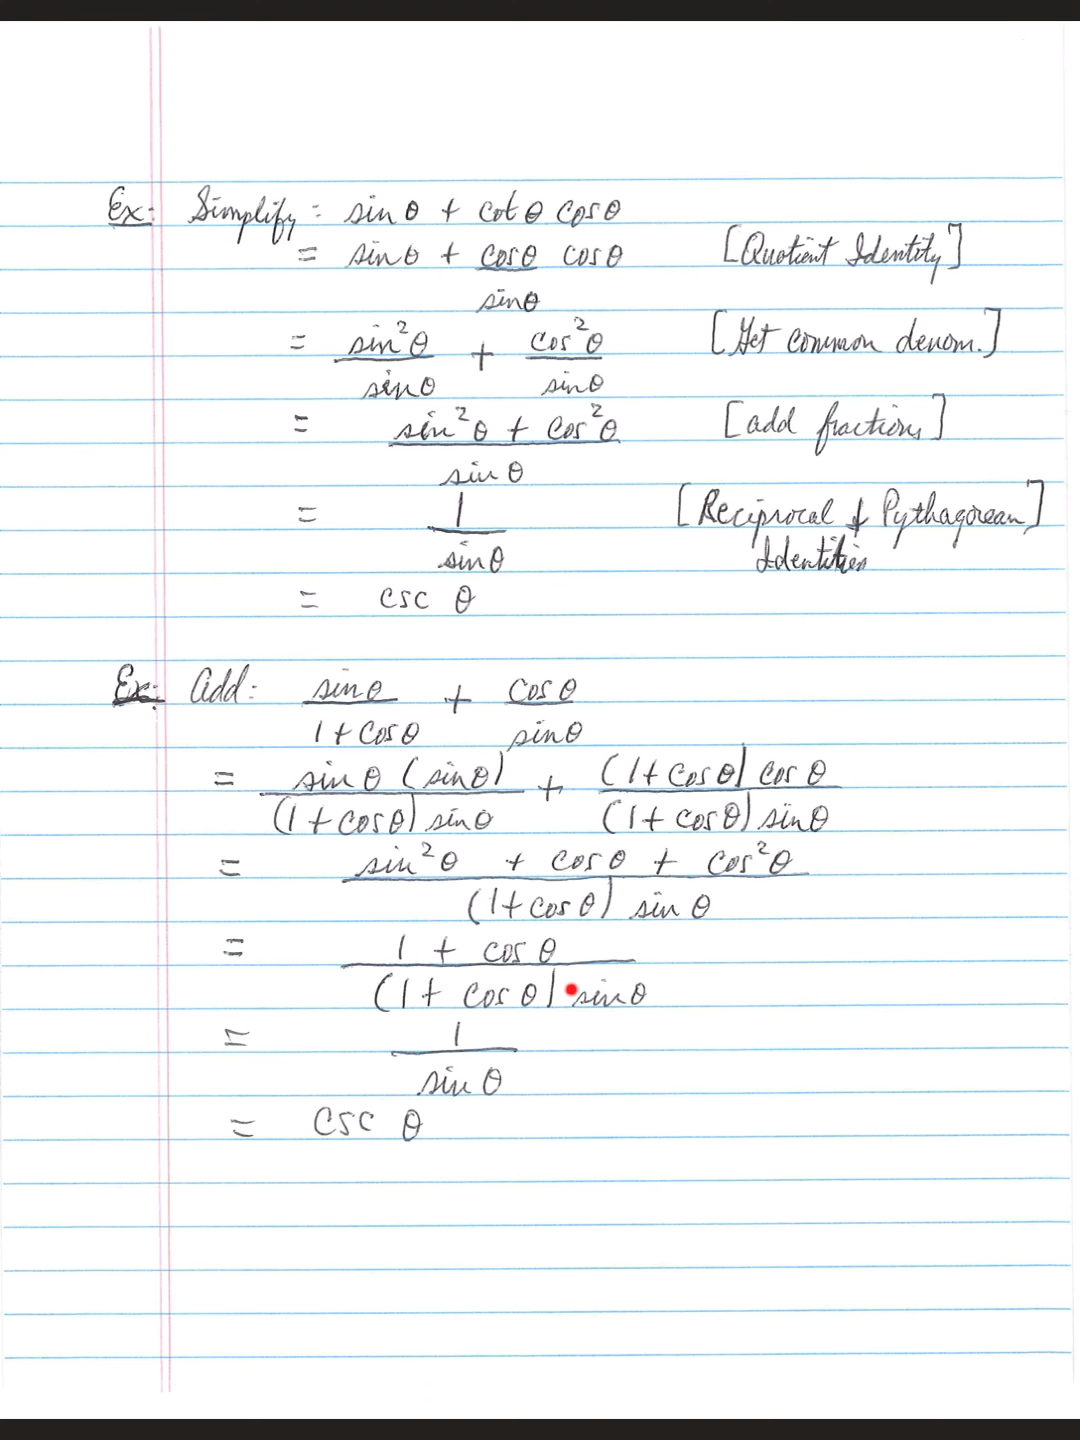 Ex: Simplify: sin θ + cot θ cos θ
= sin θ + cos θ/sin θ cos θ [Quotient Identity]
= sin²θ/sin θ + cos²θ/sin θ [Get common denom.]
= (sin²θ + cos²θ)/sin θ [add fractions]
= 1/sin θ [Reciprocal & Pythagorean]
Identities
= csc θ
Ex: Add: sin θ/(1 + cos θ) + cos θ/sin θ
= sin θ (sin θ)/((1 + cos θ) sin θ) + (1 + cos θ) cos θ/((1 + cos θ) sin θ)
= (sin²θ + cos θ + cos²θ)/((1 + cos θ) sin θ)
= (1 + cos θ)/((1 + cos θ) sin θ)
= 1/sin θ
= csc θ